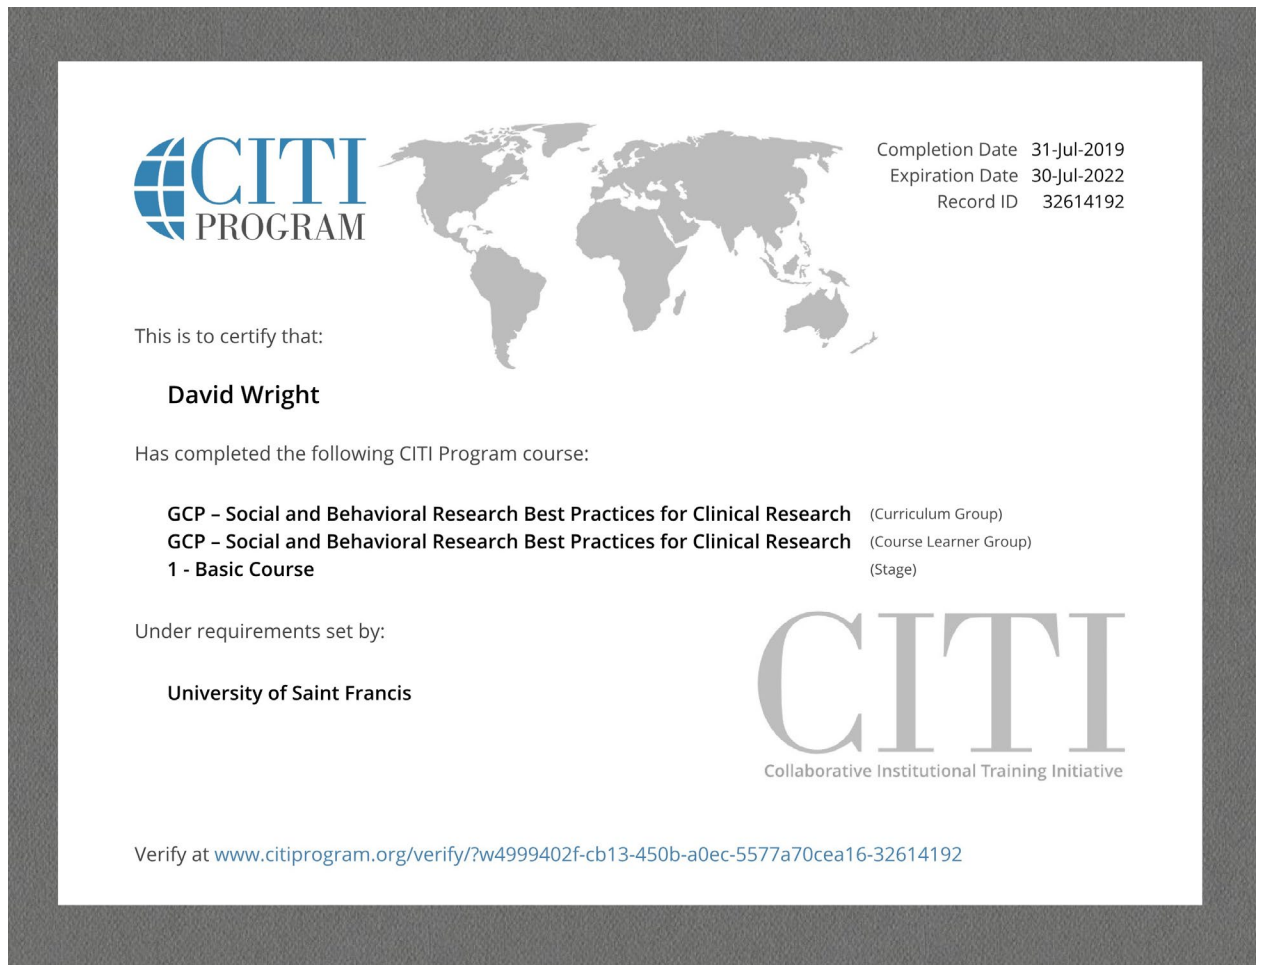 CITI
PROGRAM
Completion Date 31-Jul-2019
Expiration Date 30-Jul-2022
Record ID 32614192
This is to certify that:
David Wright
Has completed the following CITI Program course:
GCP – Social and Behavioral Research Best Practices for Clinical Research (Curriculum Group)
GCP – Social and Behavioral Research Best Practices for Clinical Research (Course Learner Group)
1 - Basic Course (Stage)
Under requirements set by:
University of Saint Francis
CITI
Collaborative Institutional Training Initiative
Verify at www.citiprogram.org/verify/?w4999402f-cb13-450b-a0ec-5577a70cea16-32614192